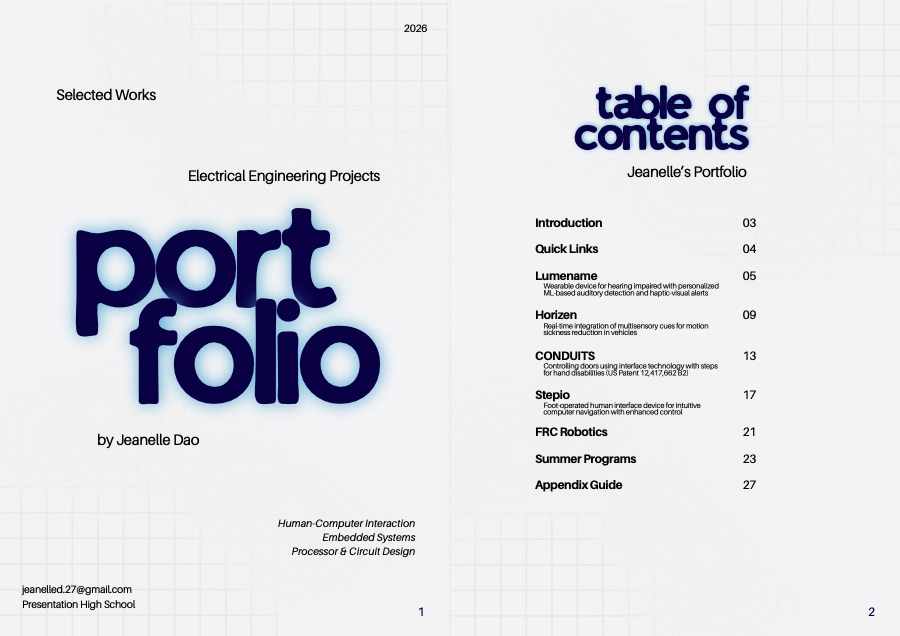 2026
Selected Works
Electrical Engineering Projects
port
folio
by Jeanelle Dao
Human-Computer Interaction
Embedded Systems
Processor & Circuit Design
jeanelled.27@gmail.com
Presentation High School
1
table of
contents
Jeanelle's Portfolio
Introduction 03
Quick Links 04
Lumename 05
Wearable device for hearing impaired with personalized
ML-based auditory detection and haptic-visual alerts
Horizen 09
Real-time integration of multisensory cues for motion
sickness reduction in vehicles
CONDUITS 13
Controlling doors using interface technology with steps
for hand disabilities (US Patent 12,417,662 B2)
Stepio 17
Foot-operated human interface device for intuitive
computer navigation with enhanced control
FRC Robotics 21
Summer Programs 23
Appendix Guide 27
2